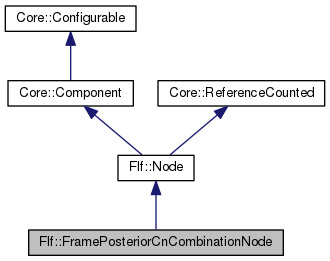 Core::Configurable
Core::Component
Core::ReferenceCounted
Flf::Node
Flf::FramePosteriorCnCombinationNode